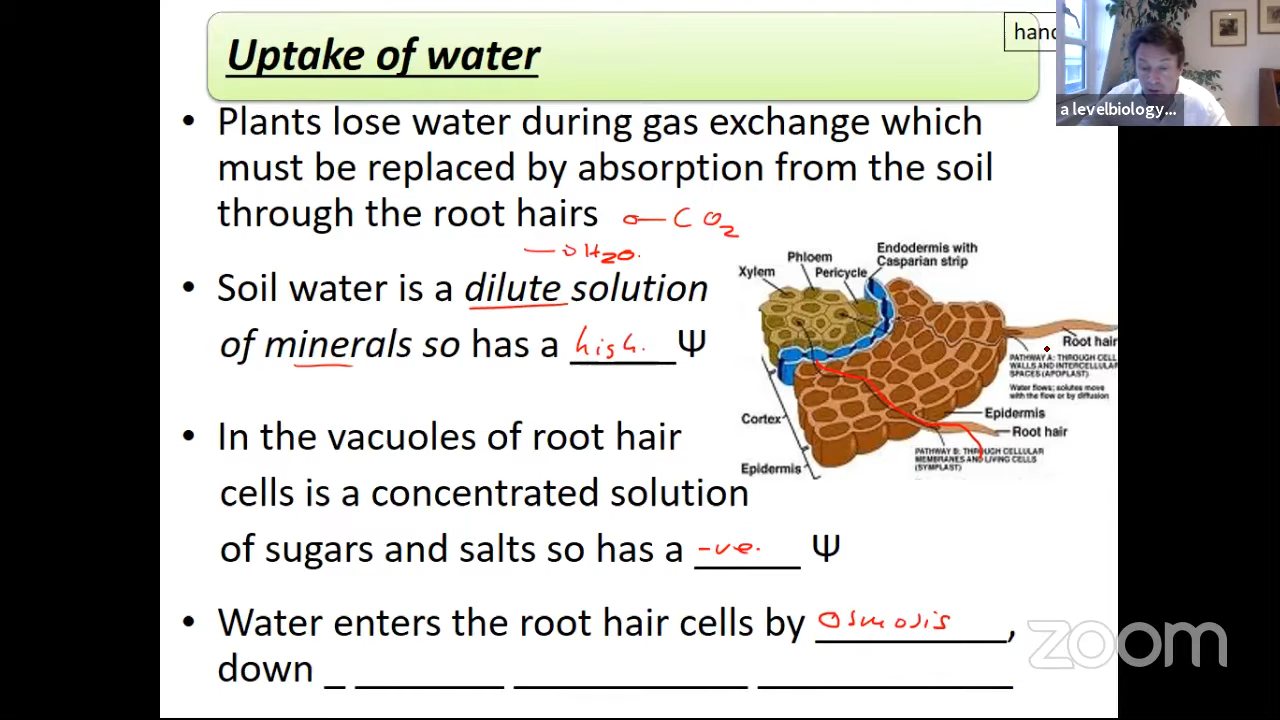 Uptake of water
hand
a levelbiology...
• Plants lose water during gas exchange which
must be replaced by absorption from the soil
through the root hairs
CO2
H2O.
• Soil water is a dilute solution
of minerals so has a high. Ψ
• In the vacuoles of root hair
cells is a concentrated solution
of sugars and salts so has a -ve. Ψ
• Water enters the root hair cells by osmosis,
down _ _______ ___________ ____________
Endodermis with
Casparian strip
Phloem
Pericycle
Xylem
Root hair
PATHWAY A: THROUGH CELL
WALLS AND INTERCELLULAR
SPACES (APOPLAST)
Water flows; solutes move
with the flow or by diffusion
Epidermis
Root hair
Cortex
PATHWAY B: THROUGH CELLULAR
MEMBRANES AND LIVING CELLS
(SYMPLAST)
Epidermis
zoom